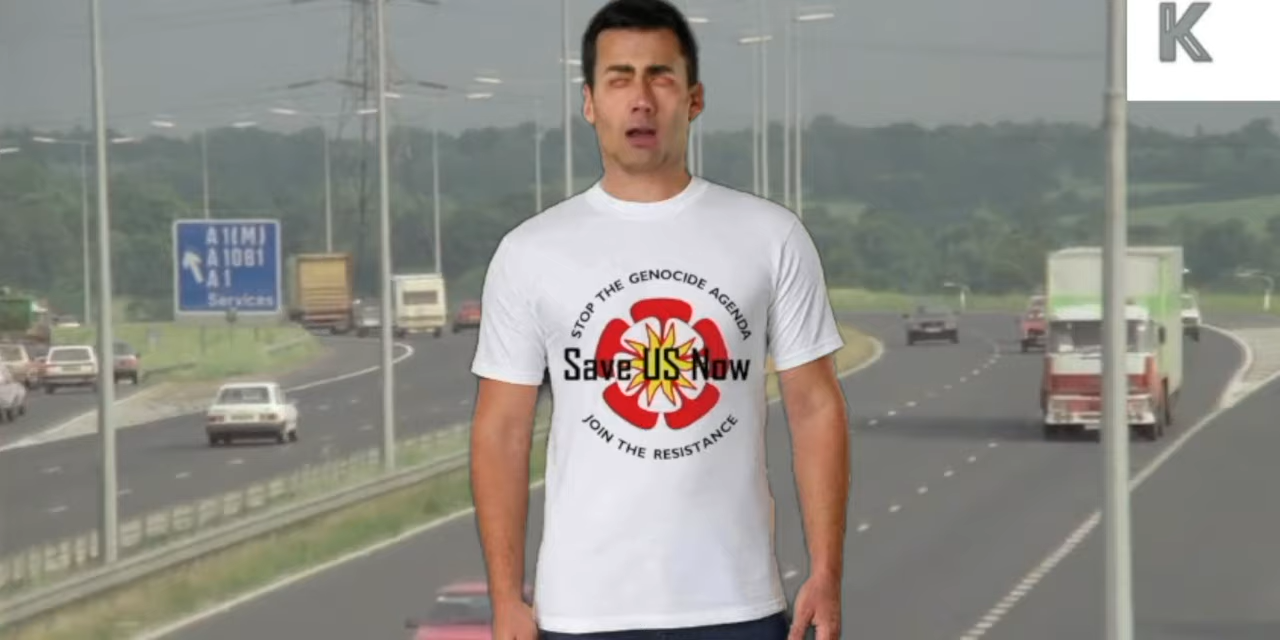 K
A1(M)
A1081
A1
Services
STOP THE GENOCIDE AGENDA
Save US Now
JOIN THE RESISTANCE